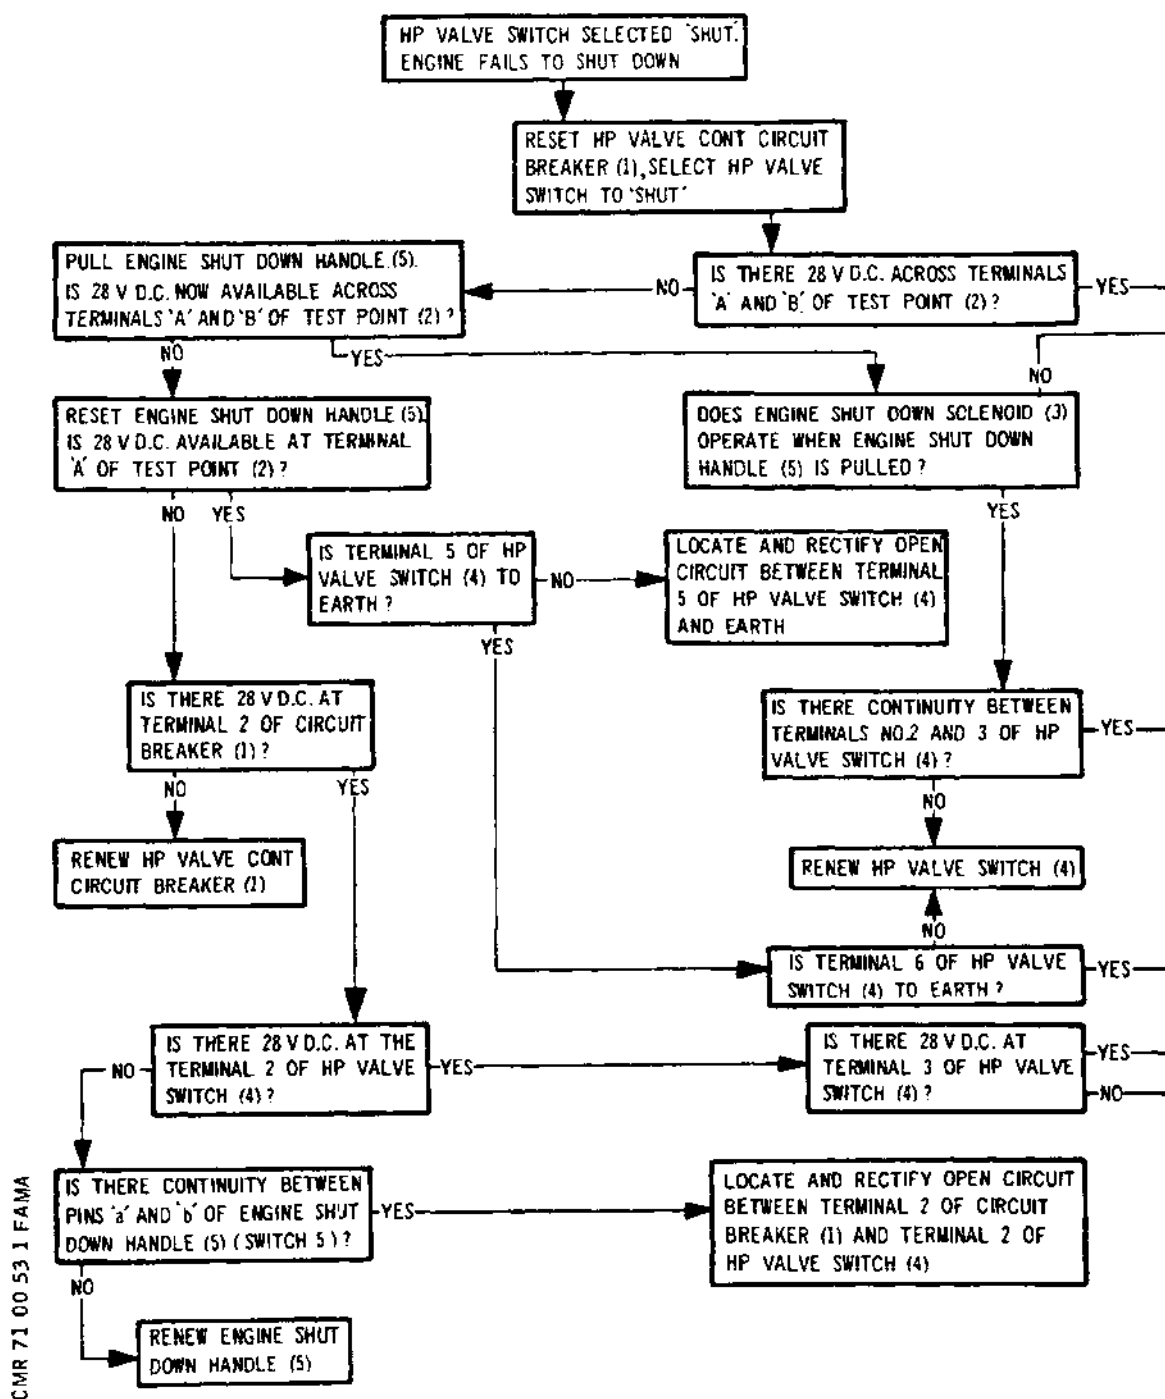 HP VALVE SWITCH SELECTED 'SHUT'.
ENGINE FAILS TO SHUT DOWN
RESET HP VALVE CONT CIRCUIT
BREAKER (1), SELECT HP VALVE
SWITCH TO 'SHUT'
PULL ENGINE SHUT DOWN HANDLE.(5).
IS 28 V D.C. NOW AVAILABLE ACROSS
TERMINALS 'A' AND 'B' OF TEST POINT (2) ?
NO
IS THERE 28 V D.C. ACROSS TERMINALS
'A' AND 'B' OF TEST POINT (2) ?
YES
NO
YES
NO
RESET ENGINE SHUT DOWN HANDLE (5).
IS 28 V D.C. AVAILABLE AT TERMINAL
'A' OF TEST POINT (2) ?
DOES ENGINE SHUT DOWN SOLENOID (3)
OPERATE WHEN ENGINE SHUT DOWN
HANDLE (5) IS PULLED ?
NO
YES
YES
IS TERMINAL 5 OF HP
VALVE SWITCH (4) TO
EARTH ?
NO
LOCATE AND RECTIFY OPEN
CIRCUIT BETWEEN TERMINAL
5 OF HP VALVE SWITCH (4)
AND EARTH
YES
IS THERE 28 V D.C. AT
TERMINAL 2 OF CIRCUIT
BREAKER (1) ?
IS THERE CONTINUITY BETWEEN
TERMINALS NO.2 AND 3 OF HP
VALVE SWITCH (4) ?
YES
NO
YES
NO
RENEW HP VALVE CONT
CIRCUIT BREAKER (1)
RENEW HP VALVE SWITCH (4)
NO
IS TERMINAL 6 OF HP VALVE
SWITCH (4) TO EARTH ?
YES
IS THERE 28 V D.C. AT THE
TERMINAL 2 OF HP VALVE
SWITCH (4) ?
NO
YES
IS THERE 28 V D.C. AT
TERMINAL 3 OF HP VALVE
SWITCH (4) ?
YES
NO
IS THERE CONTINUITY BETWEEN
PINS 'a' AND 'b' OF ENGINE SHUT
DOWN HANDLE (5) (SWITCH 5) ?
YES
LOCATE AND RECTIFY OPEN CIRCUIT
BETWEEN TERMINAL 2 OF CIRCUIT
BREAKER (1) AND TERMINAL 2 OF
HP VALVE SWITCH (4)
NO
RENEW ENGINE SHUT
DOWN HANDLE (5)
CMR 71 00 53 1 FAMA